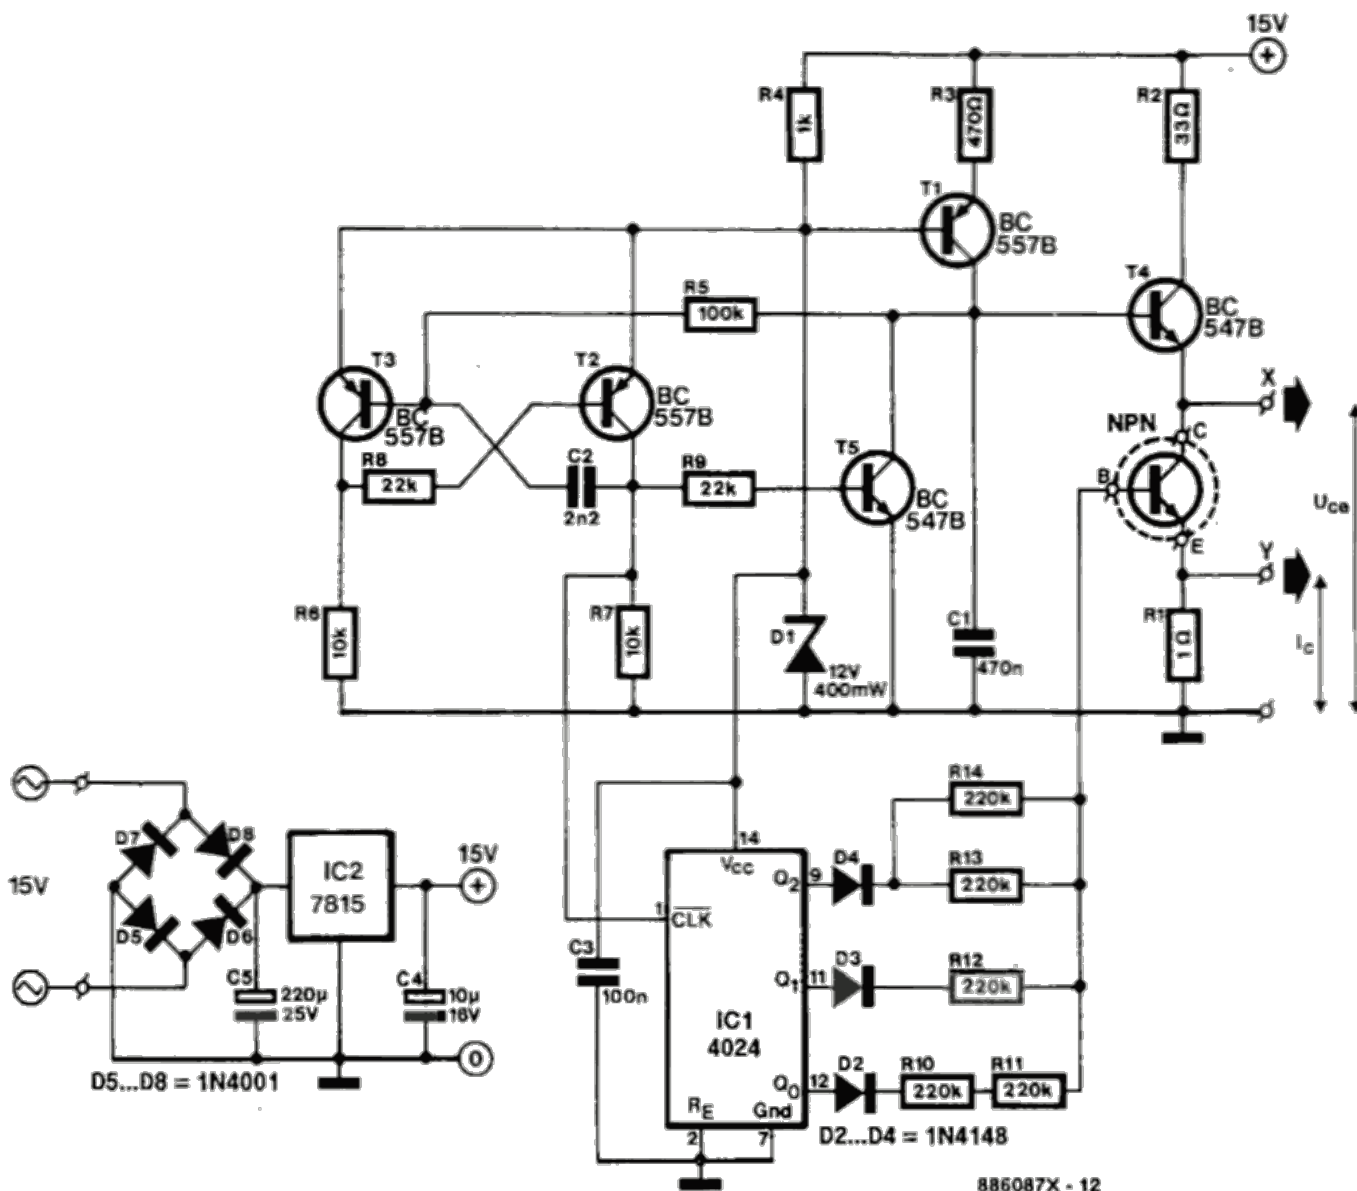 15V
+
R4
1k
R3
470Ω
R2
33Ω
T1
BC
557B
T4
BC
547B
R5
100k
T3
BC
557B
T2
BC
557B
X
NPN
C
B
E
R8
22k
C2
2n2
R9
22k
T5
BC
547B
Uce
Y
R6
10k
R7
10k
D1
12V
400mW
C1
470n
R1
1Ω
IC
R14
220k
D7
D8
15V
IC2
7815
15V
+
D5
D6
C5
220µ
25V
C4
10µ
16V
0
D5...D8 = 1N4001
14
VCC
Q2
9
D4
R13
220k
1
CLK
C3
100n
Q1
11
D3
R12
220k
IC1
4024
Q0
12
D2
R10
220k
R11
220k
RE
Gnd
2
7
D2...D4 = 1N4148
886087X - 12